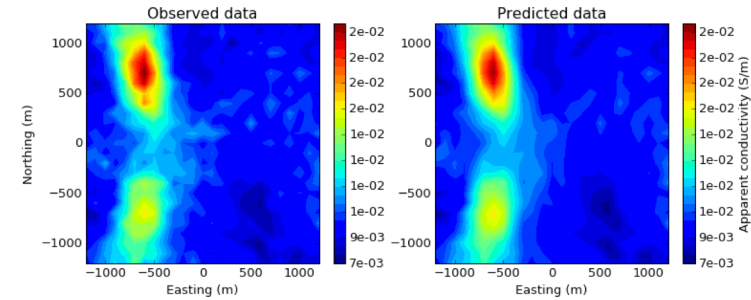 Observed data
Predicted data
1000
500
0
−500
−1000
Northing (m)
−1000 −500 0 500 1000
Easting (m)
2e-02
2e-02
2e-02
2e-02
1e-02
1e-02
1e-02
1e-02
9e-03
7e-03
1000
500
0
−500
−1000
−1000 −500 0 500 1000
Easting (m)
2e-02
2e-02
2e-02
2e-02
1e-02
1e-02
1e-02
1e-02
9e-03
7e-03
Apparent conductivity (S/m)